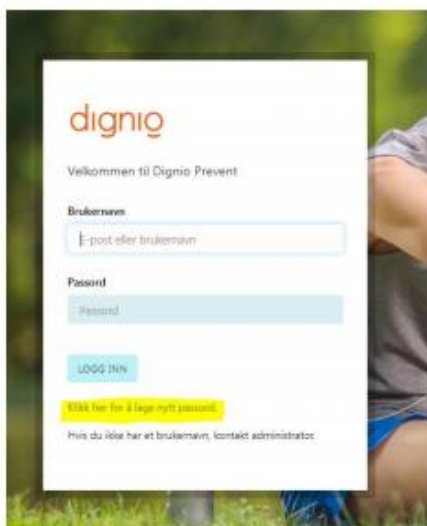 dignio
Velkommen til Dignio Prevent
Brukernavn
E-post eller brukernavn
Passord
Passord
LOGG INN
Klikk her for å lage nytt passord.
Hvis du ikke har et brukernavn, kontakt administrator.